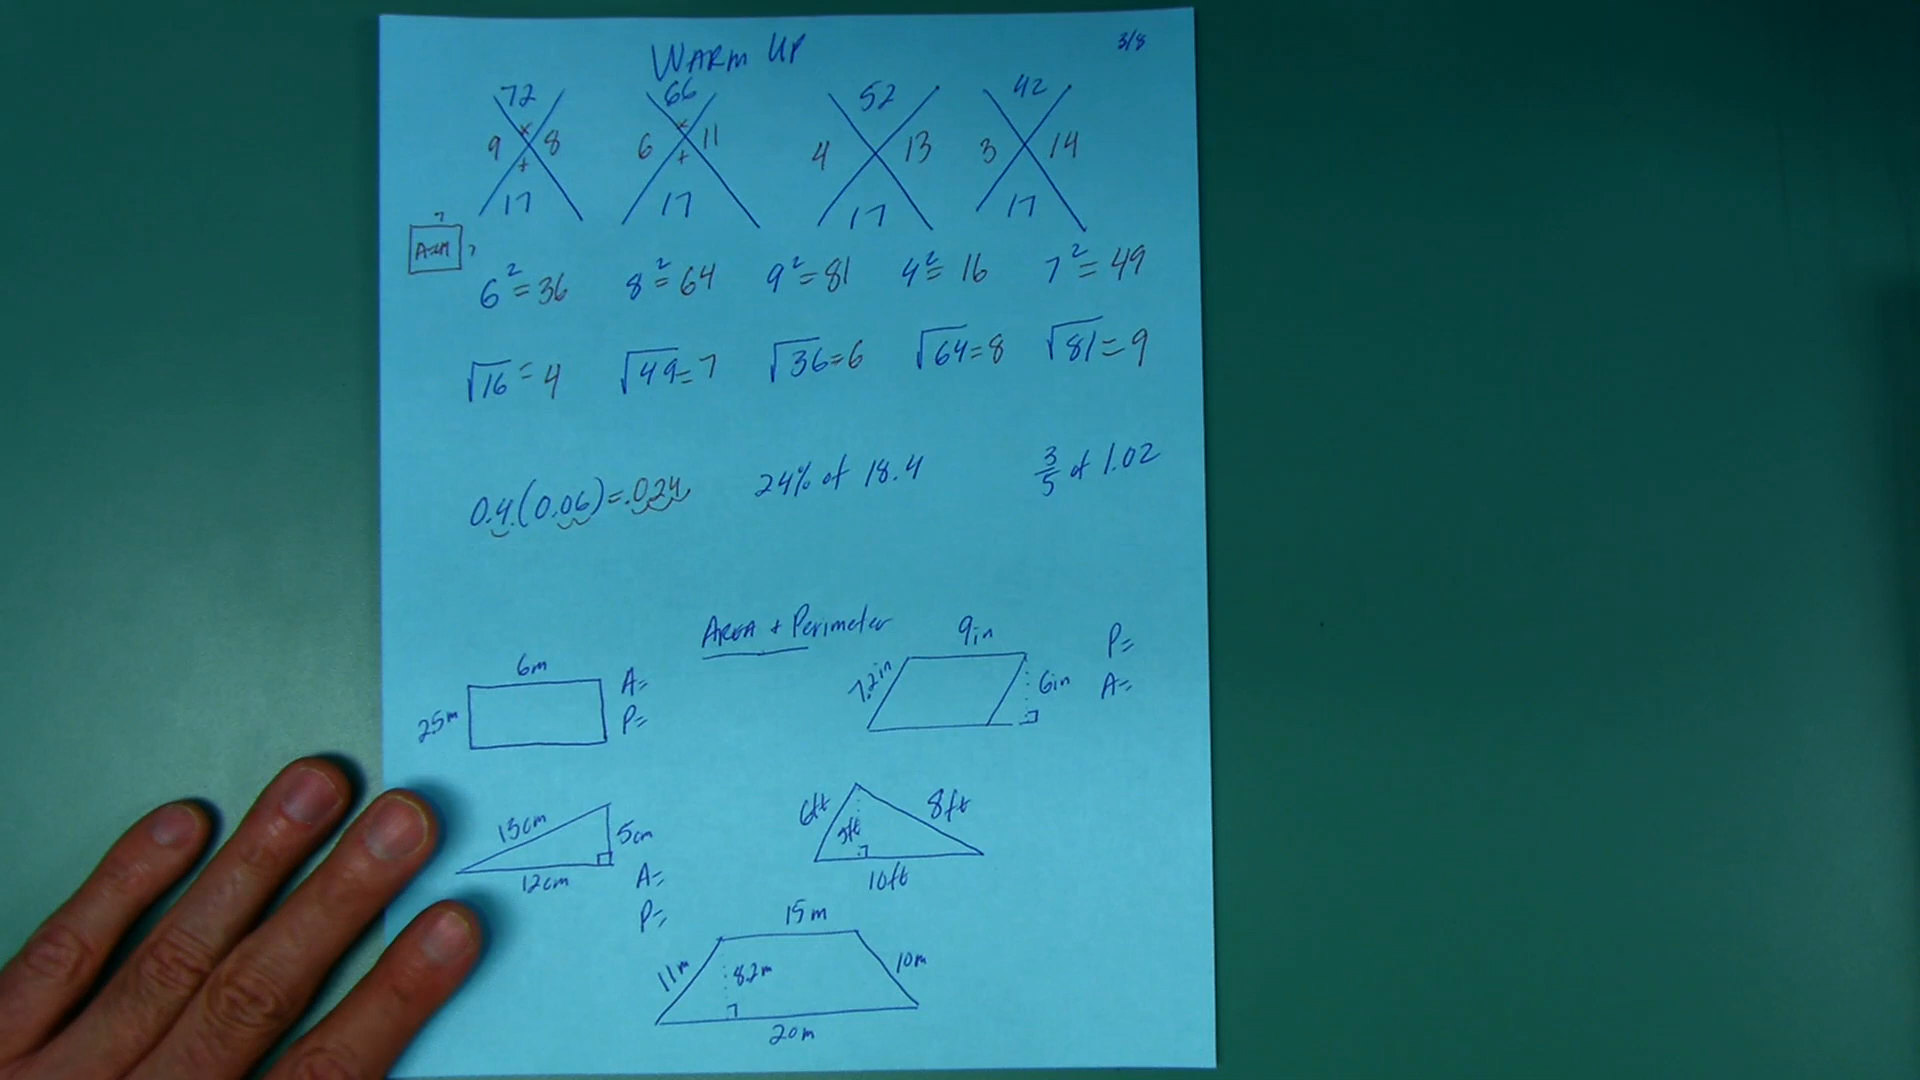 WARM UP 3/8
72 66 52 42
x x
9 8 6 11 4 13 3 14
+ +
17 17 17 17
7
7
6² = 36 8² = 64 9² = 81 4² = 16 7² = 49
√16 = 4 √49 = 7 √36 = 6 √64 = 8 √81 = 9
0.4(0.06) = .024 24% of 18.4 3/5 of 1.02
AREA + Perimeter
6m 9in P=
25m A= 7.2in 6in A=
P=
13cm 5cm 6ft 8ft
12cm A= 10ft
P=
15m
11m 8.2m 10m
20m